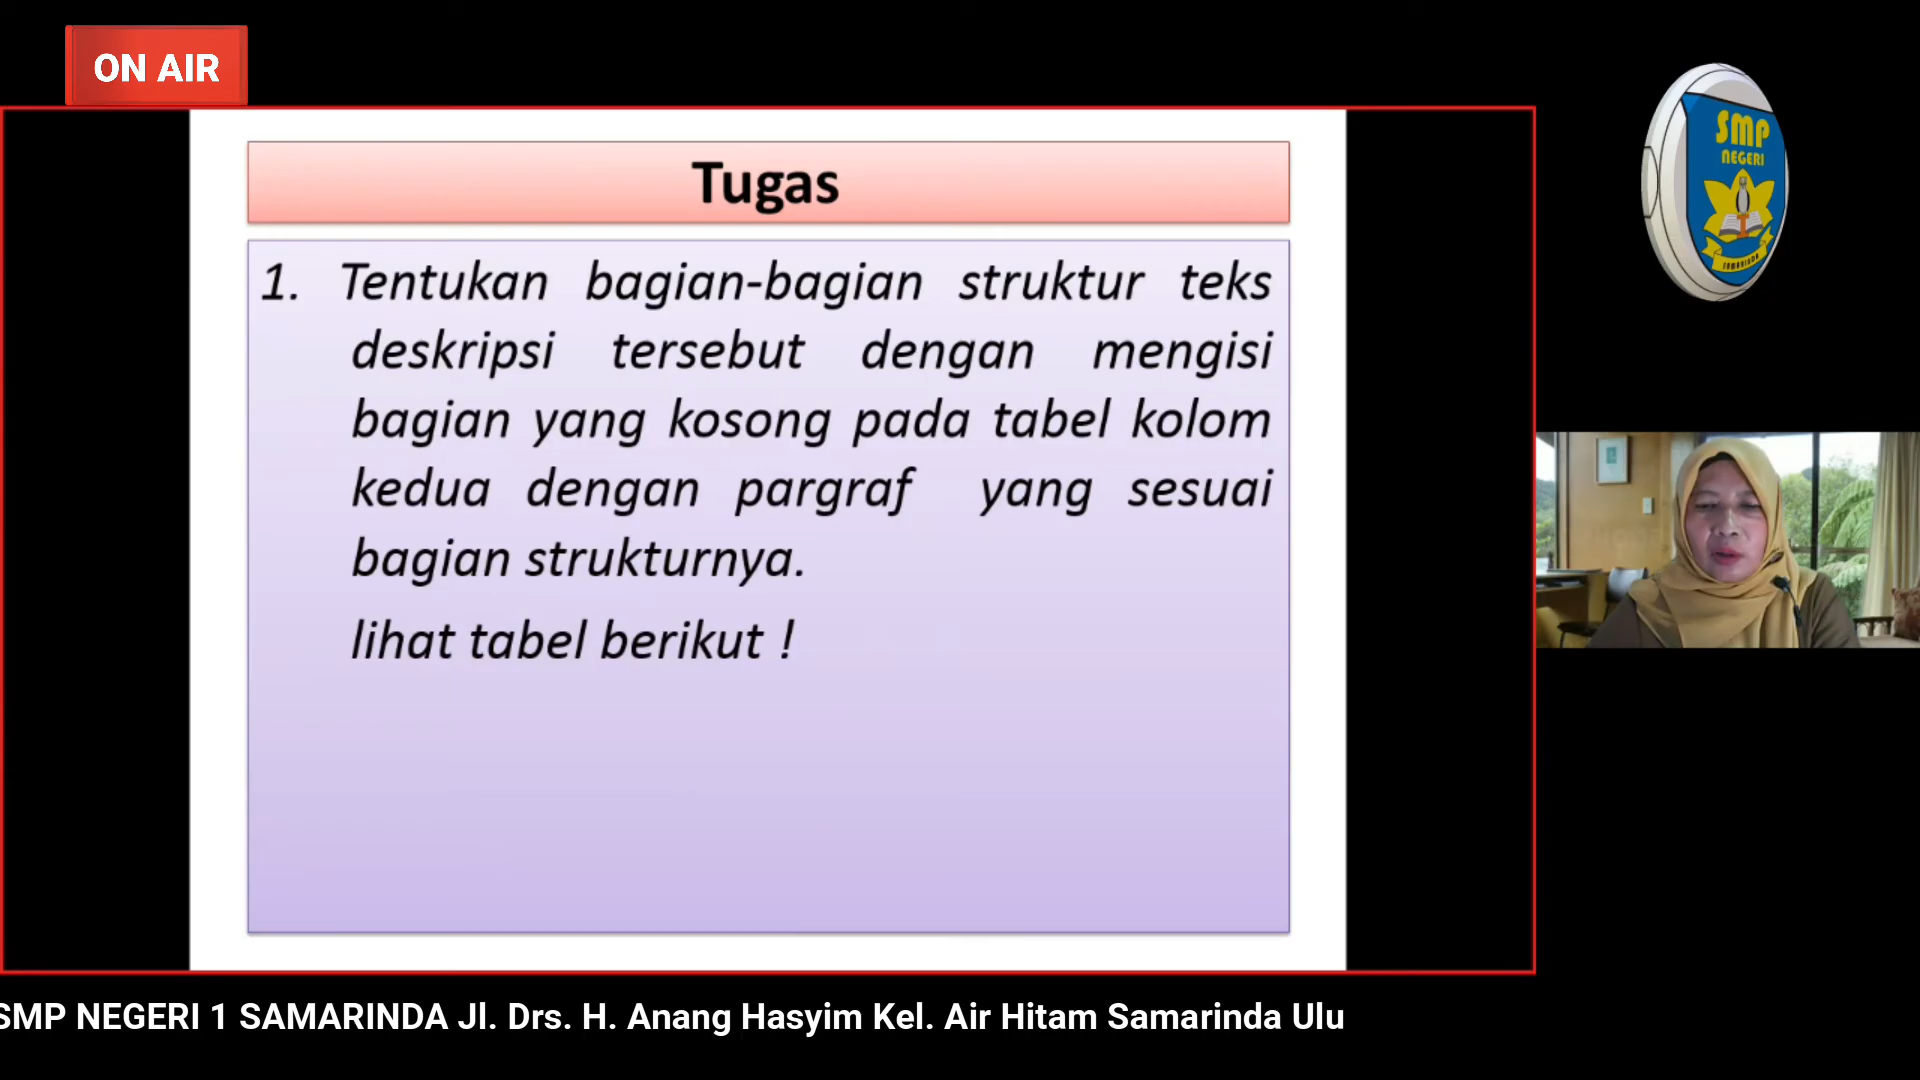 ON AIR
SMP
NEGERI
SAMARINDA
Tugas
1. Tentukan bagian-bagian struktur teks
deskripsi tersebut dengan mengisi
bagian yang kosong pada tabel kolom
kedua dengan pargraf yang sesuai
bagian strukturnya.
lihat tabel berikut !
SMP NEGERI 1 SAMARINDA Jl. Drs. H. Anang Hasyim Kel. Air Hitam Samarinda Ulu